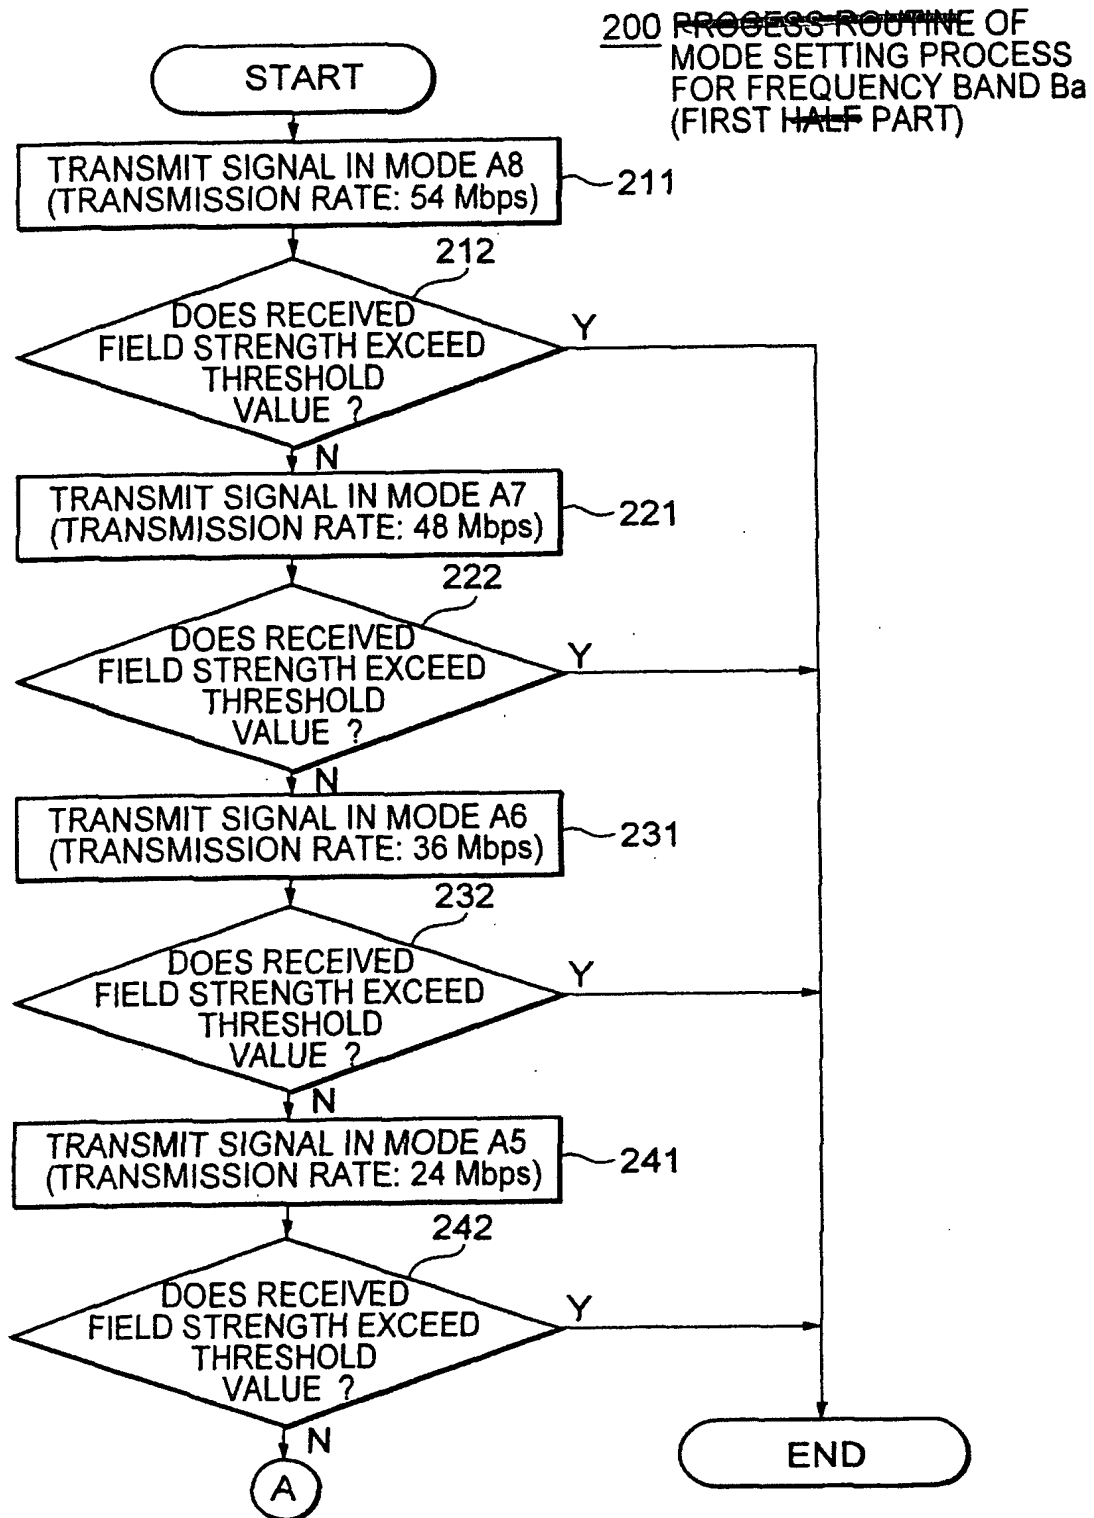 200 PROCESS ROUTINE OF
MODE SETTING PROCESS
FOR FREQUENCY BAND Ba
(FIRST HALF PART)
START
TRANSMIT SIGNAL IN MODE A8
(TRANSMISSION RATE: 54 Mbps)
211
212
DOES RECEIVED
FIELD STRENGTH EXCEED
THRESHOLD
VALUE ?
Y
N
TRANSMIT SIGNAL IN MODE A7
(TRANSMISSION RATE: 48 Mbps)
221
222
DOES RECEIVED
FIELD STRENGTH EXCEED
THRESHOLD
VALUE ?
Y
N
TRANSMIT SIGNAL IN MODE A6
(TRANSMISSION RATE: 36 Mbps)
231
232
DOES RECEIVED
FIELD STRENGTH EXCEED
THRESHOLD
VALUE ?
Y
N
TRANSMIT SIGNAL IN MODE A5
(TRANSMISSION RATE: 24 Mbps)
241
242
DOES RECEIVED
FIELD STRENGTH EXCEED
THRESHOLD
VALUE ?
Y
N
A
END